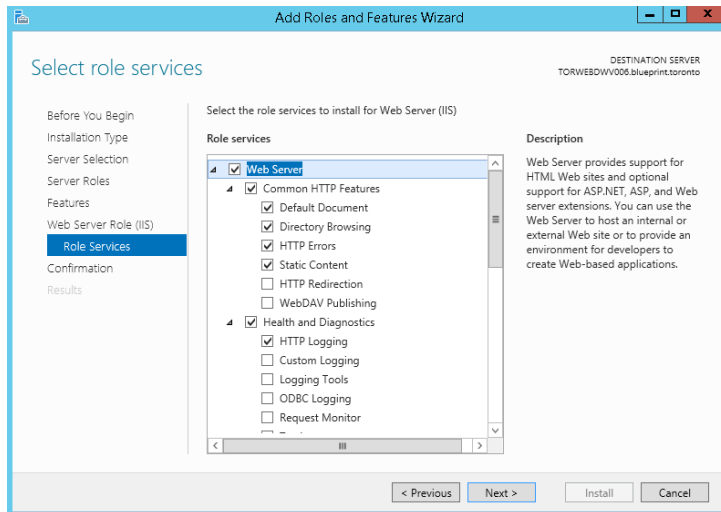 Add Roles and Features Wizard
Select role services
DESTINATION SERVER
TORWEBDWV006.blueprint.toronto
Before You Begin
Installation Type
Server Selection
Server Roles
Features
Web Server Role (IIS)
Role Services
Confirmation
Results
Select the role services to install for Web Server (IIS)
Role services
Web Server
Common HTTP Features
Default Document
Directory Browsing
HTTP Errors
Static Content
HTTP Redirection
WebDAV Publishing
Health and Diagnostics
HTTP Logging
Custom Logging
Logging Tools
ODBC Logging
Request Monitor
Description
Web Server provides support for
HTML Web sites and optional
support for ASP.NET, ASP, and Web
server extensions. You can use the
Web Server to host an internal or
external Web site or to provide an
environment for developers to
create Web-based applications.
< Previous
Next >
Install
Cancel